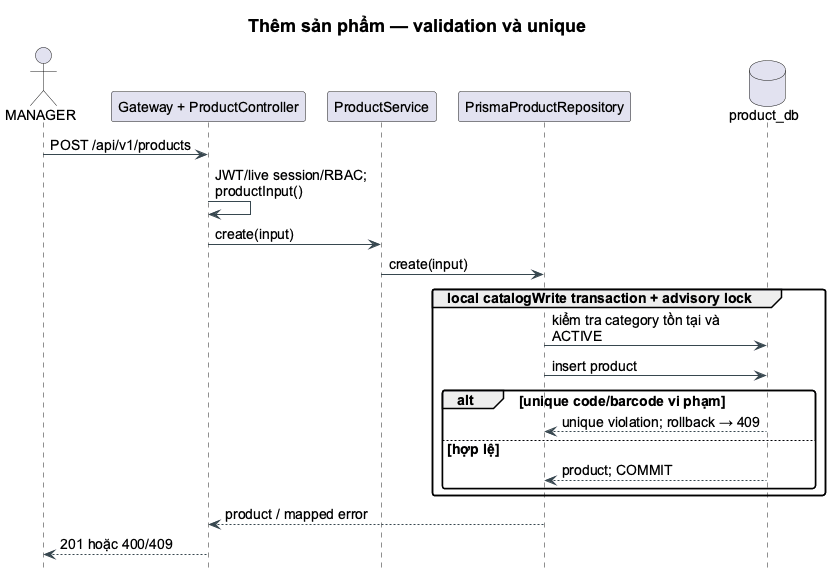 Thêm sản phẩm — validation và unique
MANAGER
Gateway + ProductController
ProductService
PrismaProductRepository
product_db
POST /api/v1/products
JWT/live session/RBAC;
productInput()
create(input)
create(input)
local catalogWrite transaction + advisory lock
kiểm tra category tồn tại và
ACTIVE
insert product
alt
[unique code/barcode vi phạm]
unique violation; rollback → 409
[hợp lệ]
product; COMMIT
product / mapped error
201 hoặc 400/409